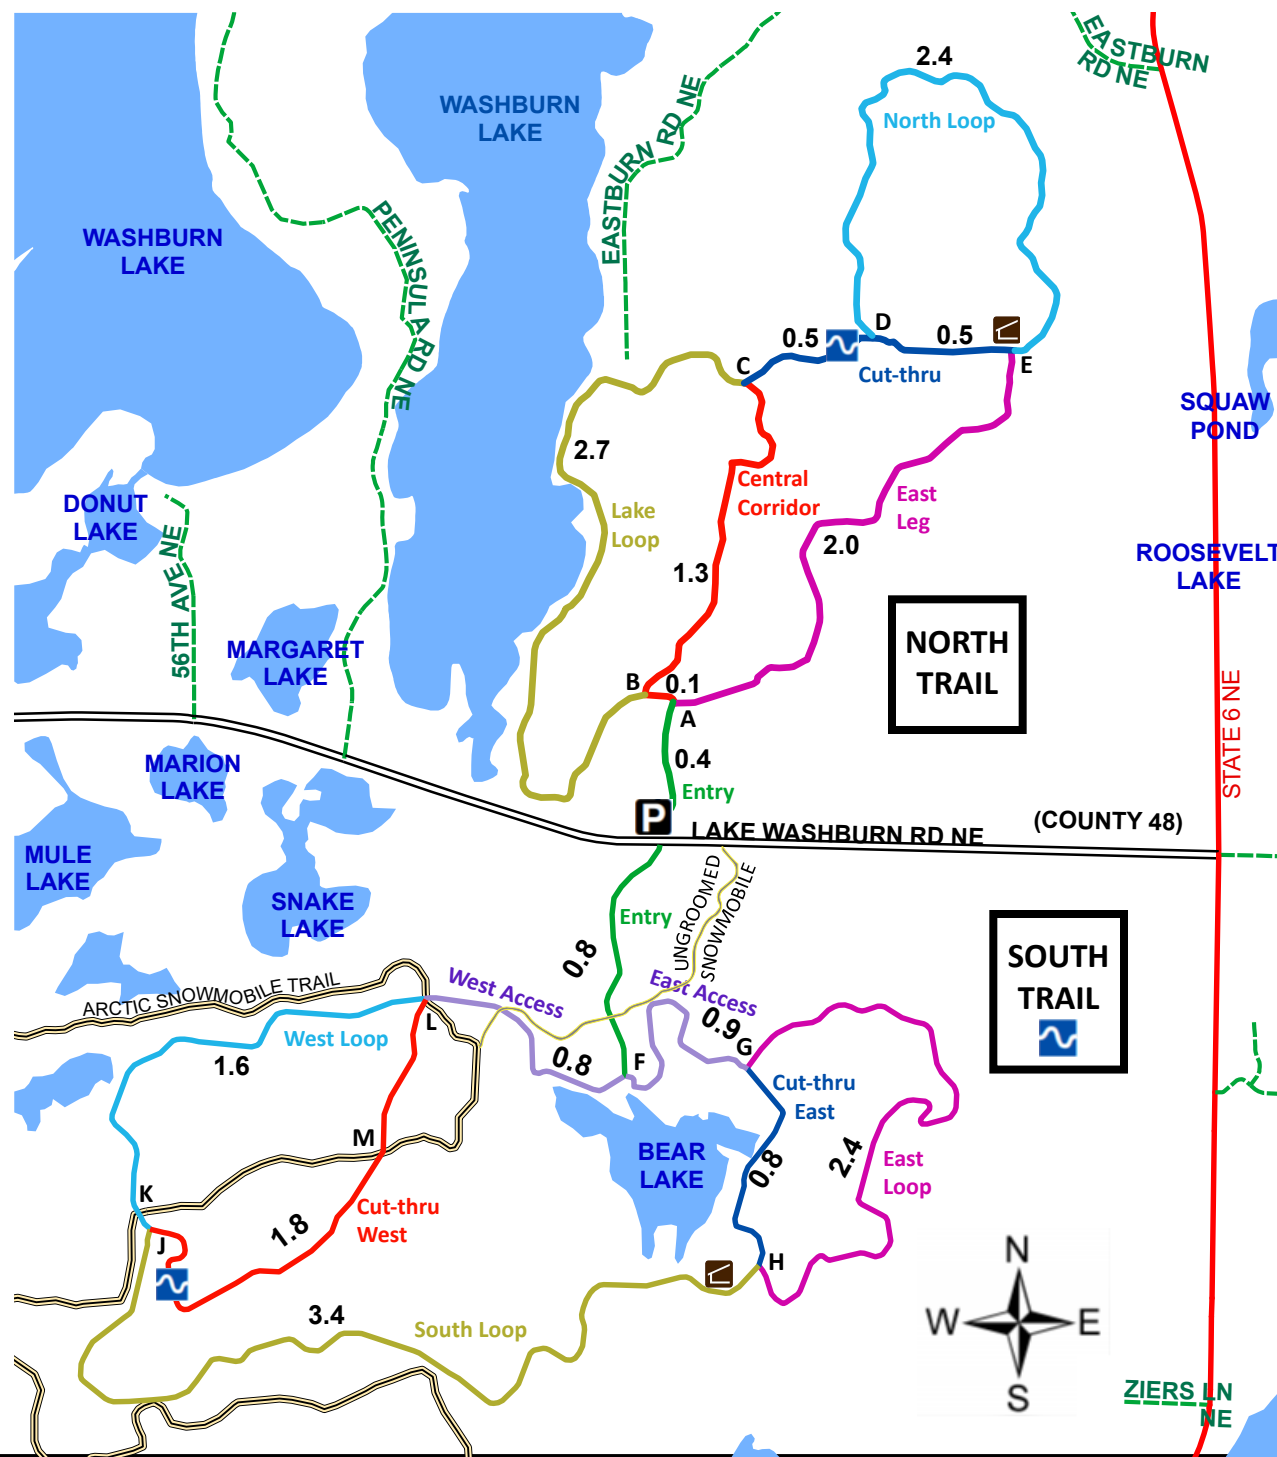 2.4
EASTBURN
RD NE
North Loop
WASHBURN
LAKE
EASTBURN RD NE
WASHBURN
LAKE
PENINSULA RD NE
0.5
D
0.5
C
Cut-thru
E
SQUAW
POND
2.7
Central
Corridor
East
Leg
Lake
Loop
DONUT
LAKE
56TH AVE NE
2.0
1.3
ROOSEVELT
LAKE
MARGARET
LAKE
NORTH
TRAIL
B
0.1
A
STATE 6 NE
0.4
Entry
MARION
LAKE
P
LAKE WASHBURN RD NE
(COUNTY 48)
MULE
LAKE
SNAKE
LAKE
Entry
UNGROOMED
SNOWMOBILE
0.8
SOUTH
TRAIL
ARCTIC SNOWMOBILE TRAIL
West Access
East Access
L
West Loop
0.9
G
1.6
0.8
F
Cut-thru
East
M
BEAR
LAKE
0.8
2.4
East
Loop
K
Cut-thru
West
J
1.8
H
N
3.4
South Loop
W
E
S
ZIERS LN
NE